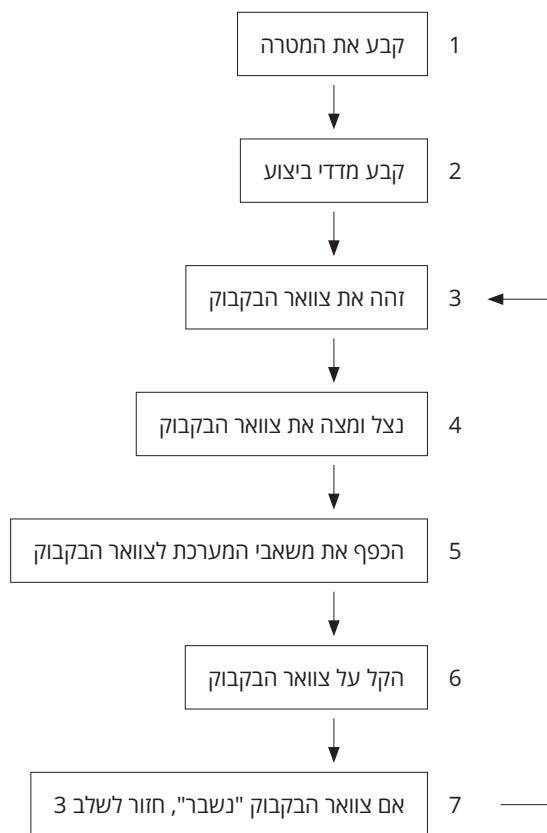 1 קבע את המטרה
2 קבע מדדי ביצוע
3 זהה את צוואר הבקבוק
4 נצל ומצה את צוואר הבקבוק
5 הכפף את משאבי המערכת לצוואר הבקבוק
6 הקל על צוואר הבקבוק
7 אם צוואר הבקבוק "נשבר", חזור לשלב 3